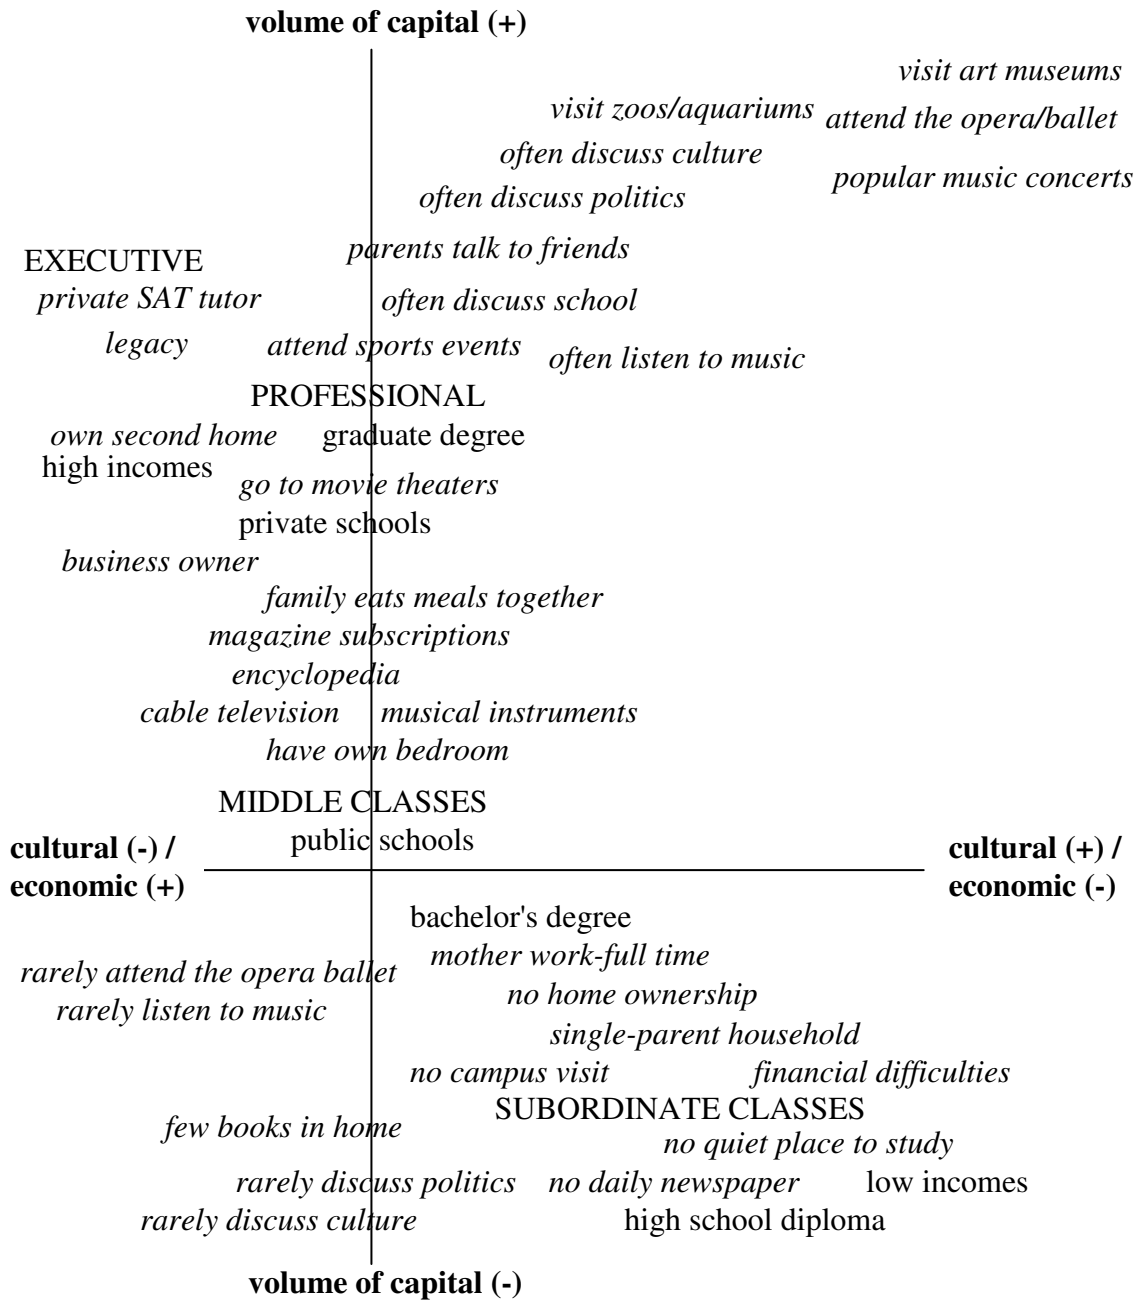 volume of capital (+)
visit art museums
visit zoos/aquariums
attend the opera/ballet
often discuss culture
popular music concerts
often discuss politics
parents talk to friends
EXECUTIVE
private SAT tutor
often discuss school
legacy
attend sports events
often listen to music
PROFESSIONAL
own second home
graduate degree
high incomes
go to movie theaters
private schools
business owner
family eats meals together
magazine subscriptions
encyclopedia
cable television
musical instruments
have own bedroom
MIDDLE CLASSES
public schools
cultural (-) /
economic (+)
cultural (+) /
economic (-)
bachelor's degree
mother work-full time
rarely attend the opera ballet
no home ownership
rarely listen to music
single-parent household
no campus visit
financial difficulties
SUBORDINATE CLASSES
few books in home
no quiet place to study
rarely discuss politics
no daily newspaper
low incomes
rarely discuss culture
high school diploma
volume of capital (-)